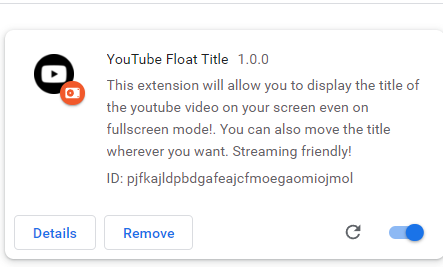 YouTube Float Title 1.0.0
This extension will allow you to display the title of
the youtube video on your screen even on
fullscreen mode!. You can also move the title
wherever you want. Streaming friendly!
ID: pjfkajldpbdgafeajcfmoegaomiojmol
Details Remove